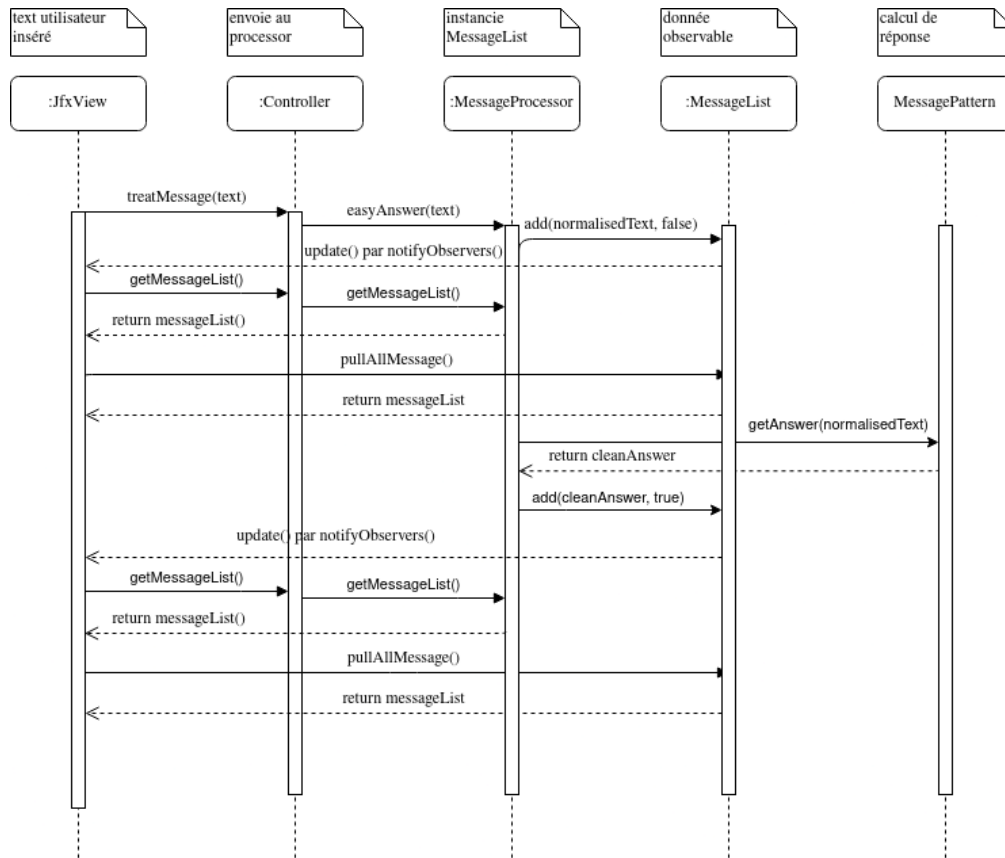 text utilisateur
inséré
envoie au
processor
instancie
MessageList
donnée
observable
calcul de
réponse
:JfxView
:Controller
:MessageProcessor
:MessageList
MessagePattern
treatMessage(text)
easyAnswer(text)
add(normalisedText, false)
update() par notifyObservers()
getMessageList()
getMessageList()
return messageList()
pullAllMessage()
return messageList
getAnswer(normalisedText)
return cleanAnswer
add(cleanAnswer, true)
update() par notifyObservers()
getMessageList()
getMessageList()
return messageList()
pullAllMessage()
return messageList